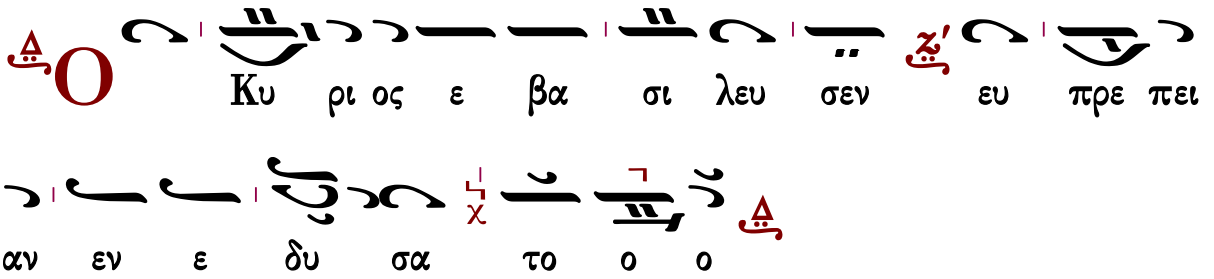 Ο Κυ ρι ος ε βα σι λευ σεν ευ πρε πει
αν εν ε δυ σα το ο ο